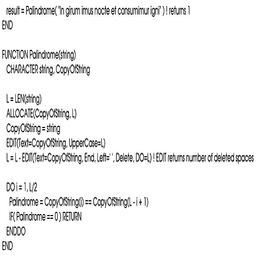 result = Palindrome( "in girum imus nocte et consumimur igni" ) ! returns 1
END
FUNCTION Palindrome(string)
CHARACTER string, CopyOfString
L = LEN(string)
ALLOCATE(CopyOfString, L)
CopyOfString = string
EDIT(Text=CopyOfString, UpperCase=L)
L = L - EDIT(Text=CopyOfString, End, Left=' ', Delete, DO=L) ! EDIT returns number of deleted spaces
DO i = 1, L/2
Palindrome = CopyOfString(i) == CopyOfString(L - i + 1)
IF( Palindrome == 0 ) RETURN
ENDDO
END